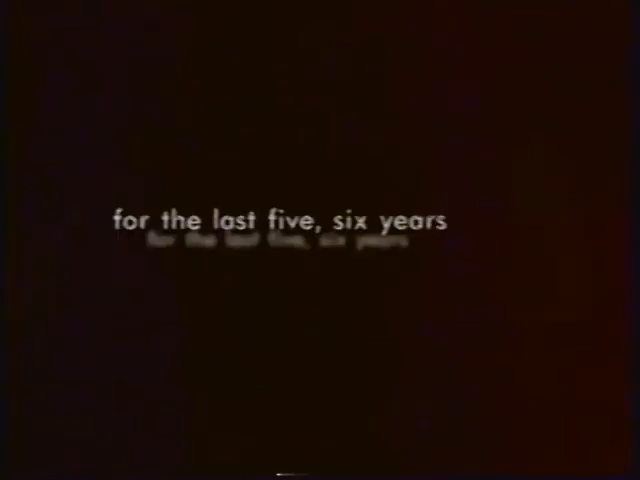 for the last five, six years
for the last five, six years